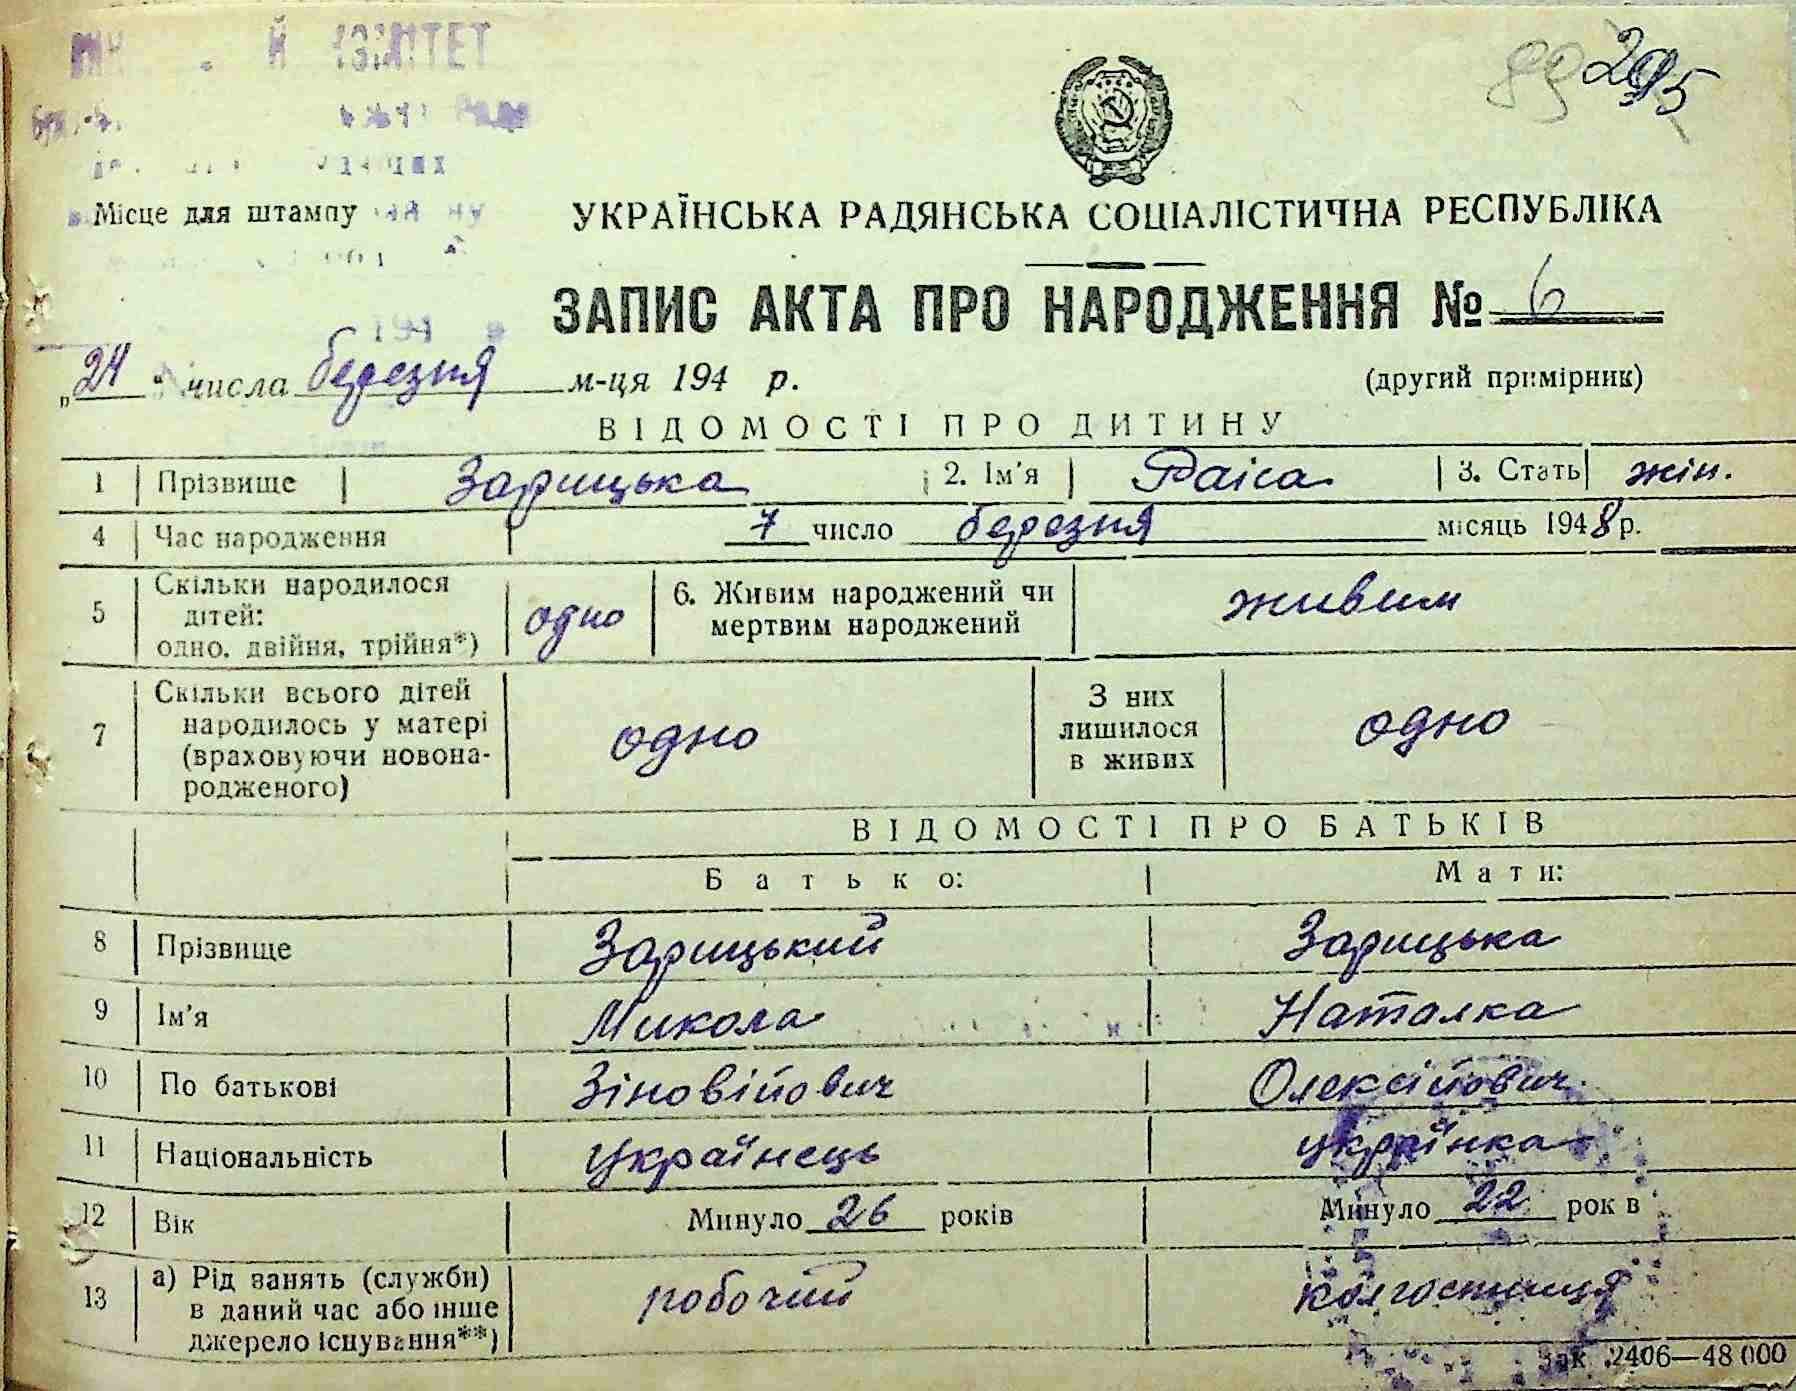 295
Місце для штампу
УКРАЇНСЬКА РАДЯНСЬКА СОЦІАЛІСТИЧНА РЕСПУБЛІКА
ЗАПИС АКТА ПРО НАРОДЖЕННЯ № 6
„24“ числа березня м-ця 194 р. (другий примірник)
ВІДОМОСТІ ПРО ДИТИНУ
1 Прізвище Зарицька 2. Ім'я Раіса 3. Стать жін.
4 Час народження 7 число березня місяць 1948 р.
5 Скільки народилося дітей: одно, двійня, трійня*) одно 6. Живим народжений чи мертвим народжений живим
7 Скільки всього дітей народилось у матері (враховуючи новонародженого) одно З них лишилося в живих одно
ВІДОМОСТІ ПРО БАТЬКІВ
Батько: Мати:
8 Прізвище Зарицький Зарицька
9 Ім'я Микола Наталка
10 По батькові Зіновійович Олексійович
11 Національність Українець українка
12 Вік Минуло 26 років Минуло 22 рок в
13 а) Рід занять (служби) в даний час або інше джерело існування**) робочий колгоспниця
Зак 2406—48 000